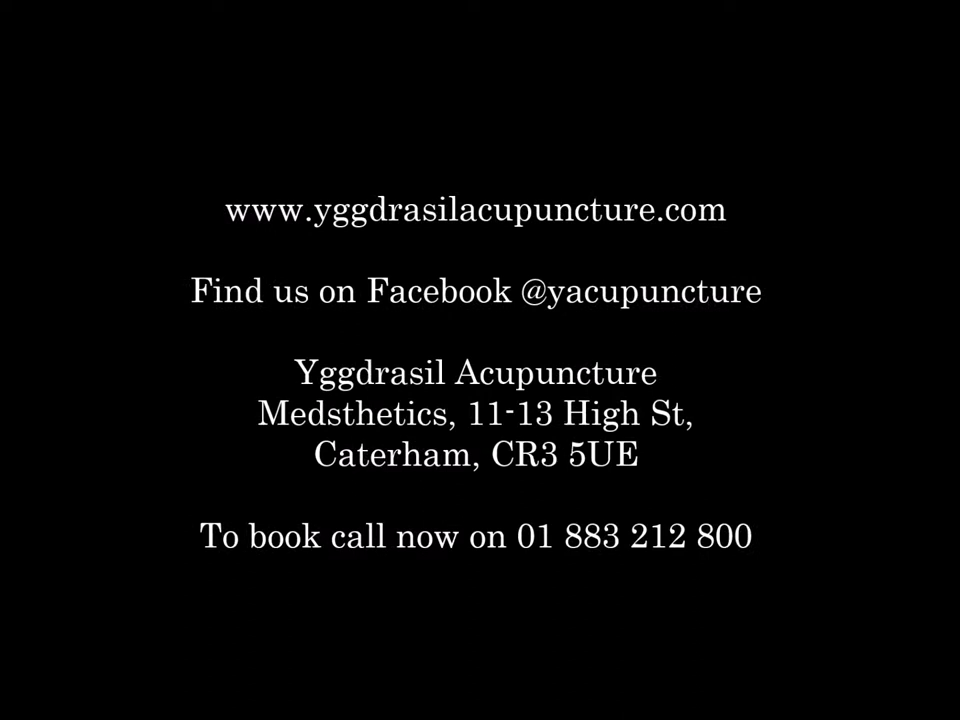 www.yggdrasilacupuncture.com
Find us on Facebook @yacupuncture
Yggdrasil Acupuncture
Medsthetics, 11-13 High St,
Caterham, CR3 5UE
To book call now on 01 883 212 800